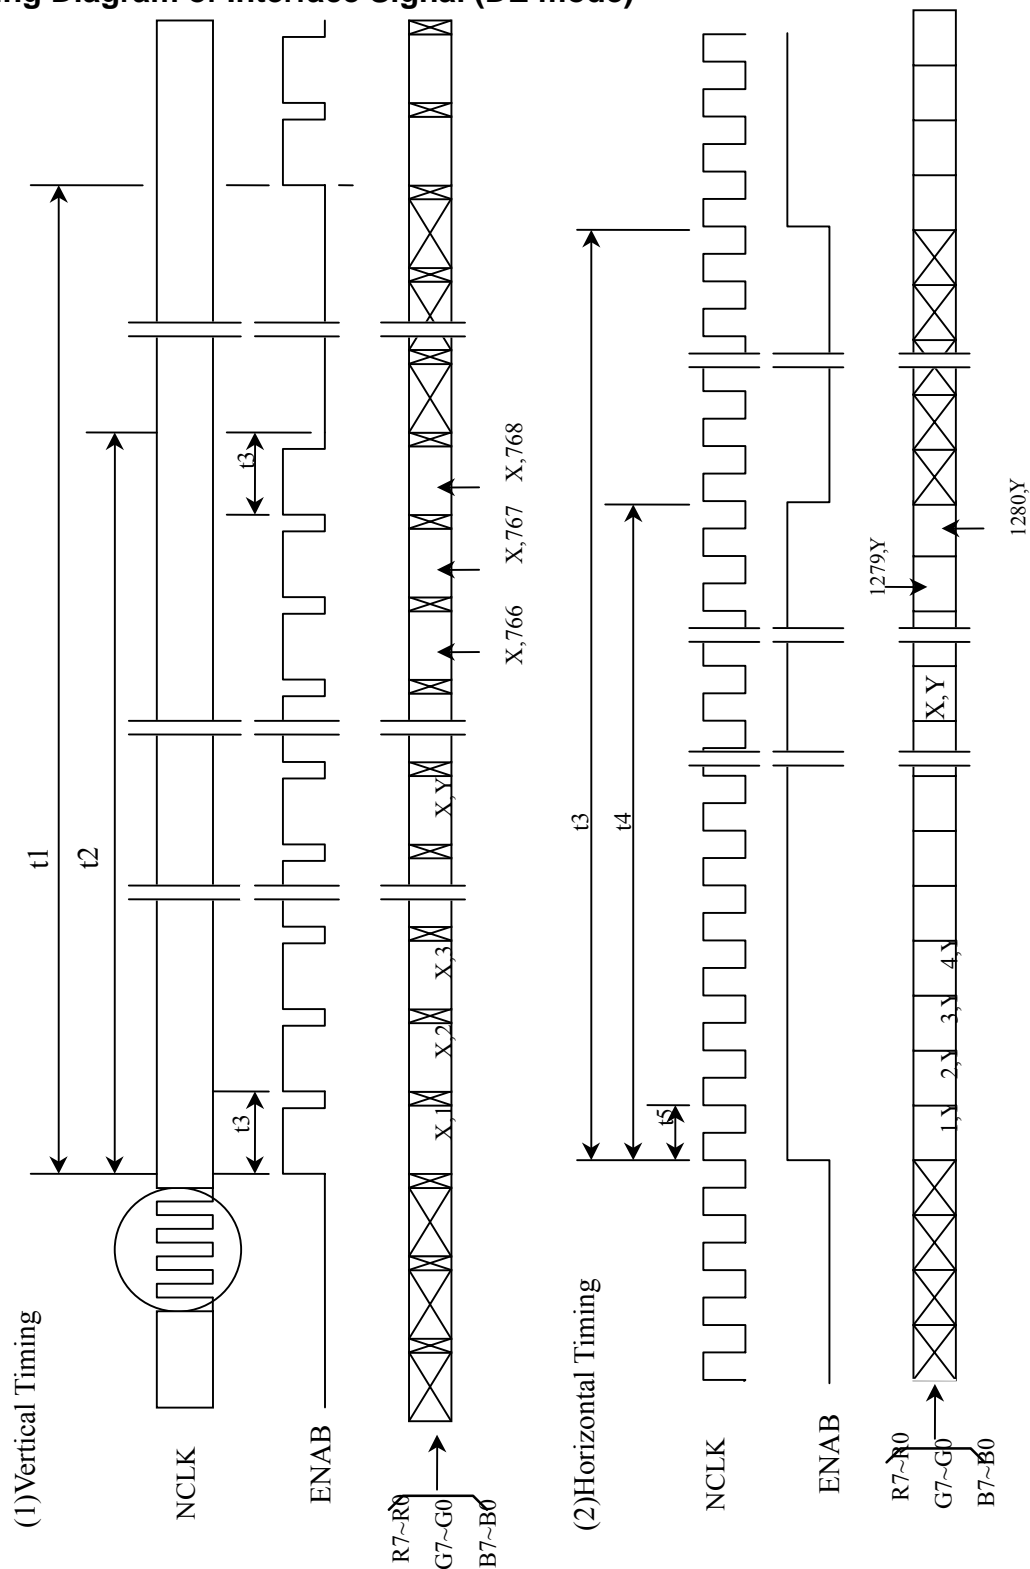 ing Diagram of Interface Signal (DE mode)
(1)Vertical Timing
t1
t2
NCLK
t3
t3
ENAB
R7~R0
G7~G0
B7~B0
X,1
X,2
X,3
X,Y
X,766
X,767
X,768
(2)Horizontal Timing
t3
t4
NCLK
t5
ENAB
R7~R0
G7~G0
B7~B0
1,Y
2,Y
3,Y
4,Y
X,Y
1279,Y
1280,Y